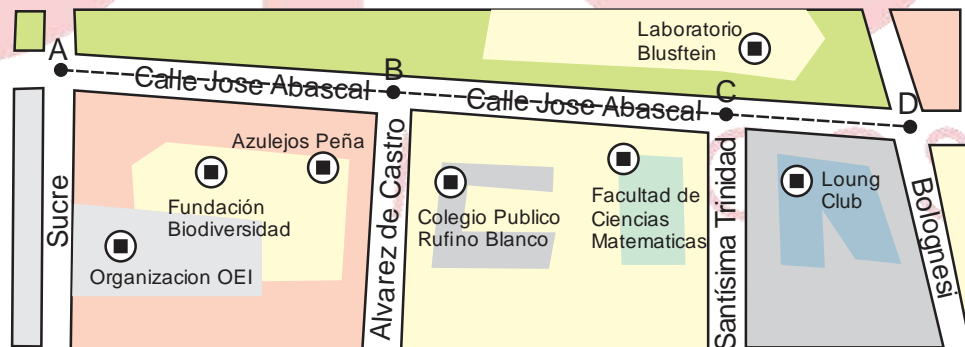 Laboratorio
Blusftein
A
B
C
D
Calle Jose Abascal
Calle Jose Abascal
Azulejos Peña
Fundación
Biodiversidad
Organizacion OEI
Colegio Publico
Rufino Blanco
Facultad de
Ciencias
Matematicas
Loung
Club
Sucre
Alvarez de Castro
Santísima Trinidad
Bolognesi